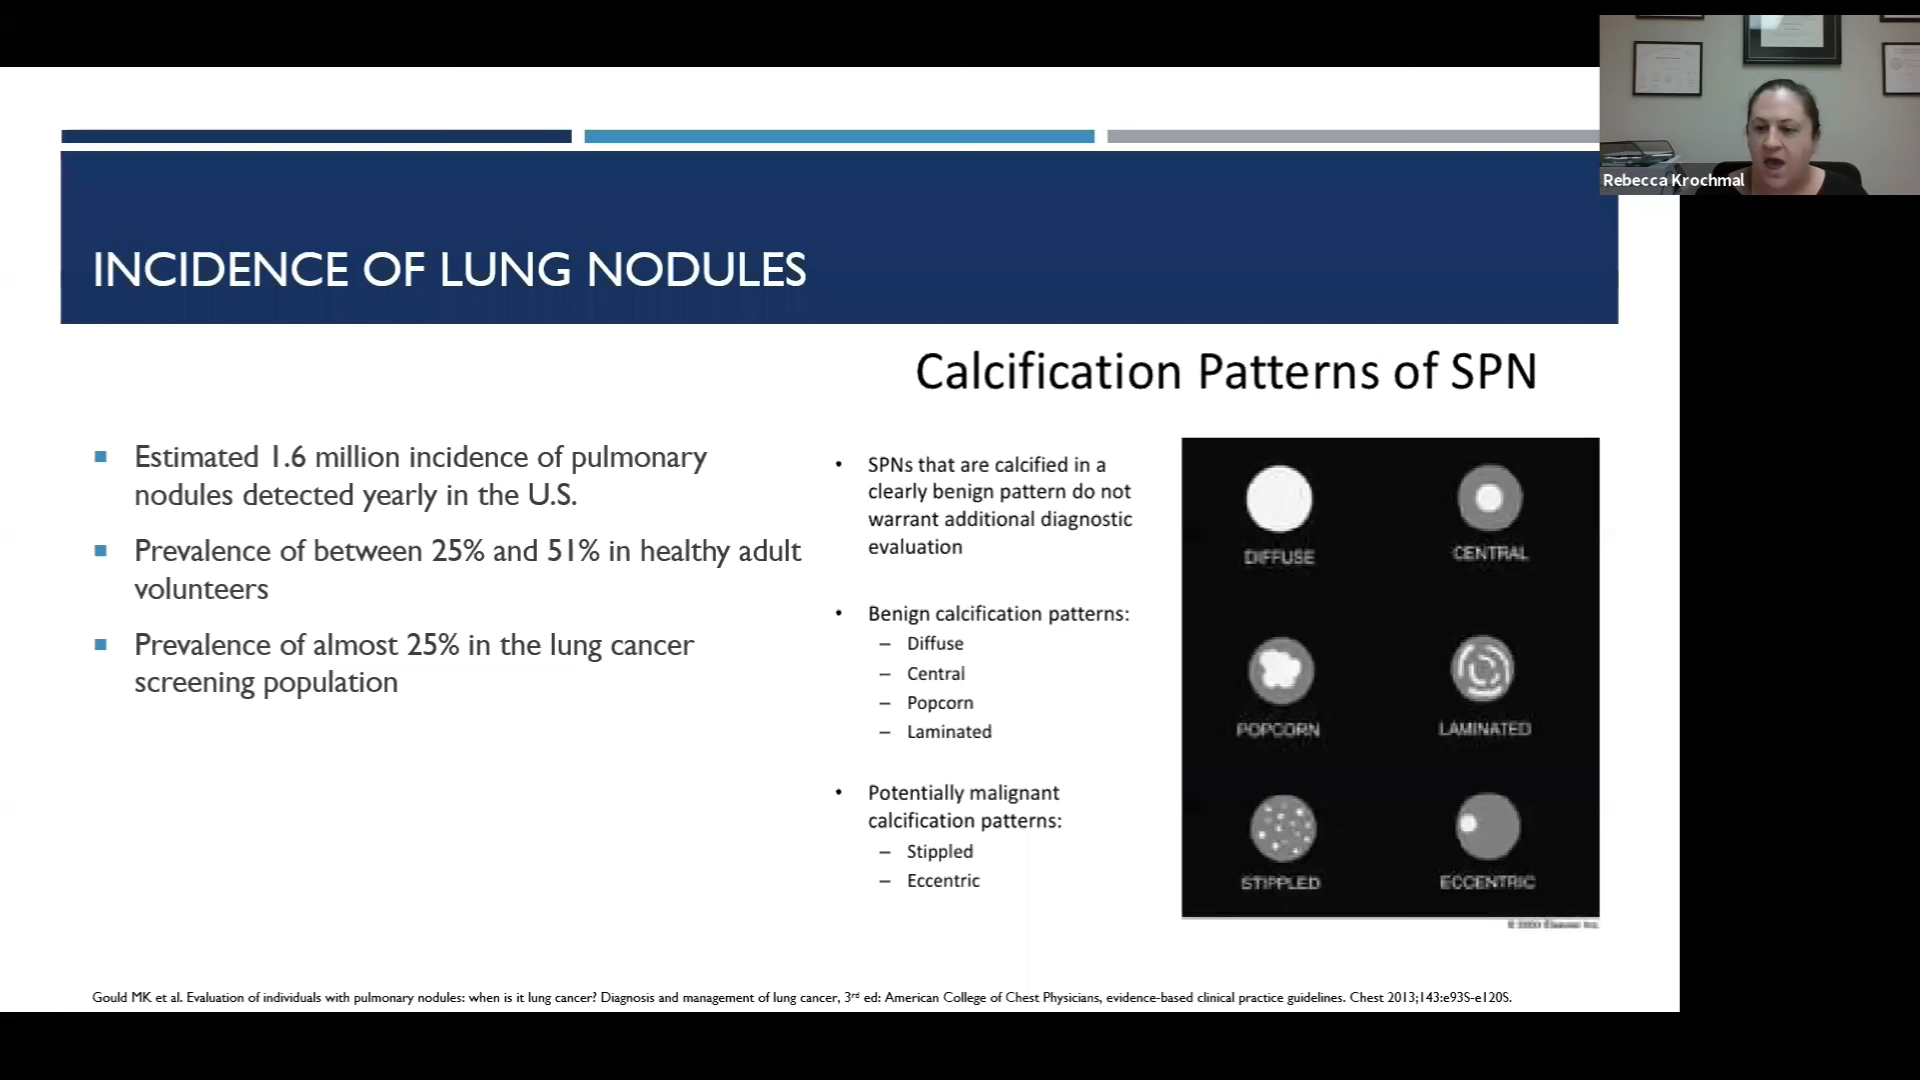 Rebecca Krochmal
INCIDENCE OF LUNG NODULES
Calcification Patterns of SPN
Estimated 1.6 million incidence of pulmonary
nodules detected yearly in the U.S.
Prevalence of between 25% and 51% in healthy adult
volunteers
Prevalence of almost 25% in the lung cancer
screening population
• SPNs that are calcified in a
clearly benign pattern do not
warrant additional diagnostic
evaluation
• Benign calcification patterns:
– Diffuse
– Central
– Popcorn
– Laminated
• Potentially malignant
calcification patterns:
– Stippled
– Eccentric
DIFFUSE
CENTRAL
POPCORN
LAMINATED
STIPPLED
ECCENTRIC
Gould MK et al. Evaluation of individuals with pulmonary nodules: when is it lung cancer? Diagnosis and management of lung cancer, 3rd ed: American College of Chest Physicians, evidence-based clinical practice guidelines. Chest 2013;143:e93S-e120S.